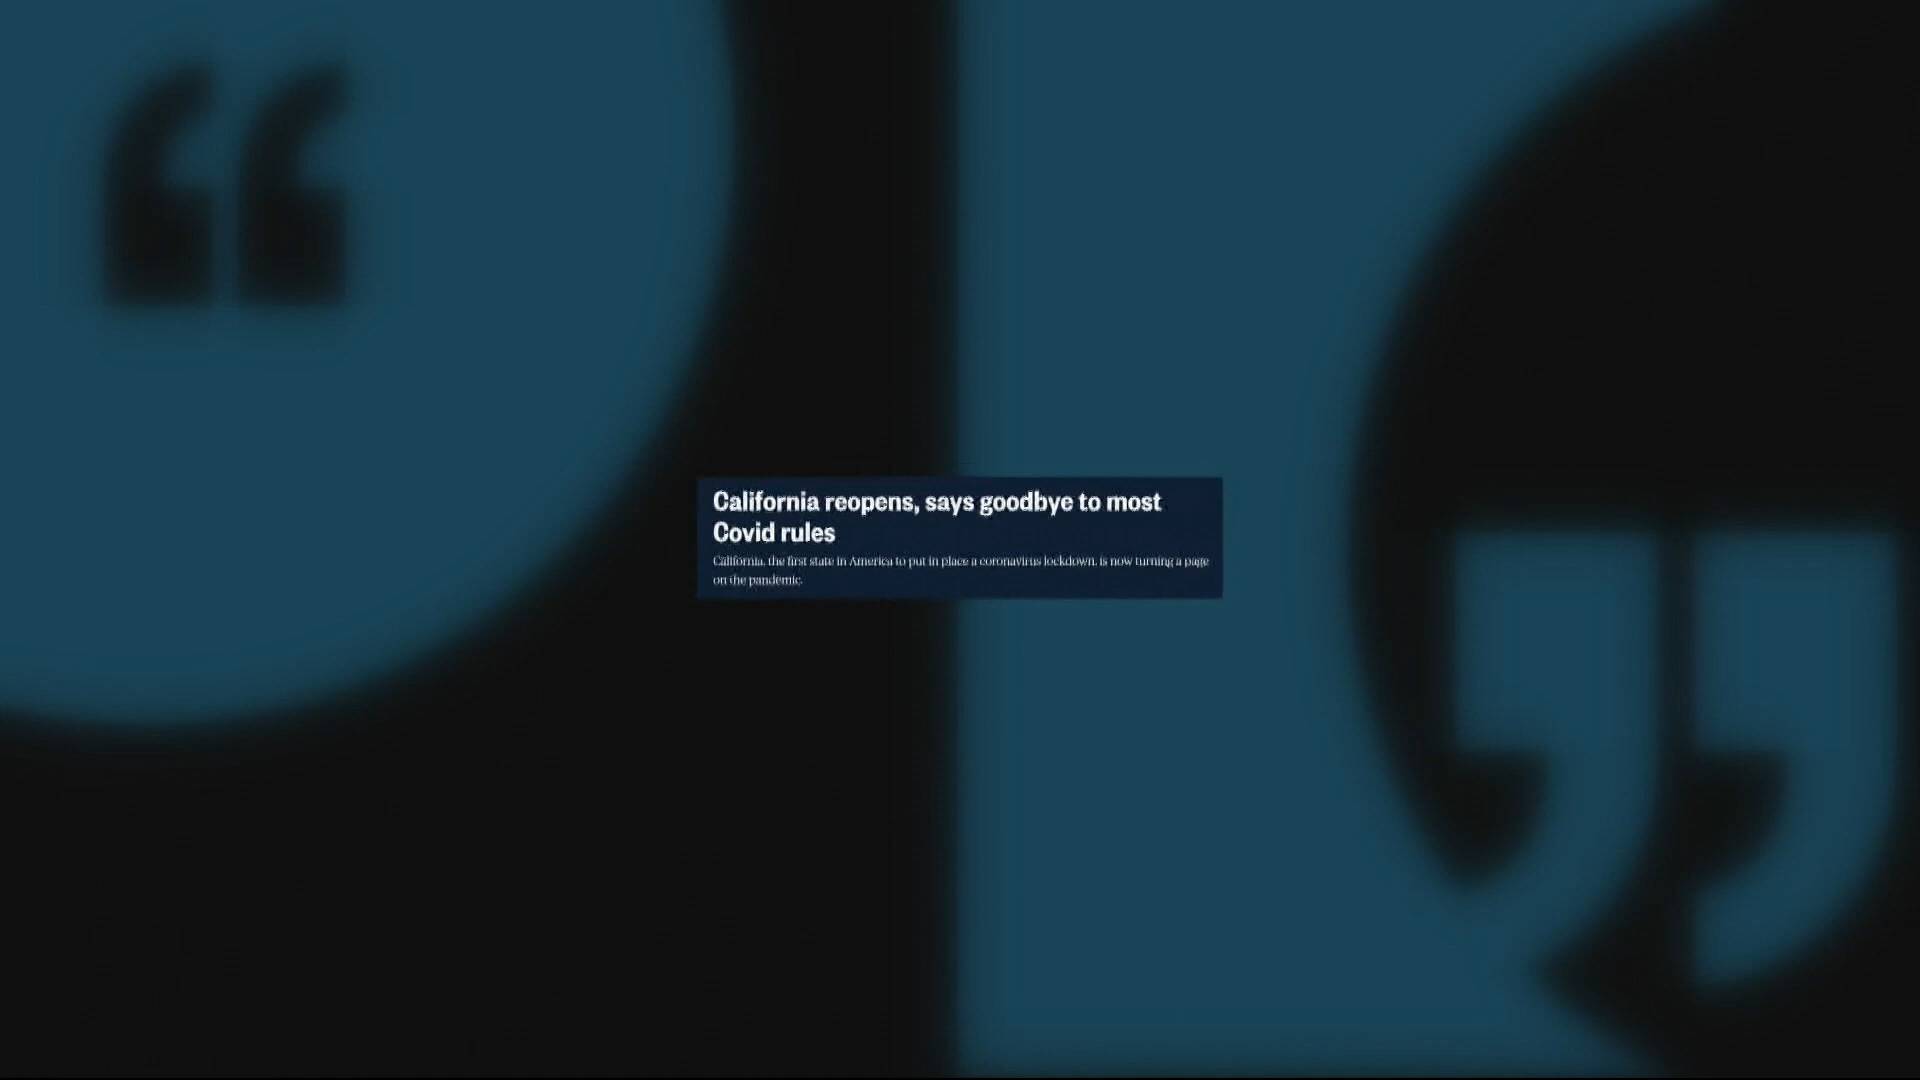 “
California reopens, says goodbye to most
Covid rules
California, the first state in America to put in place a coronavirus lockdown, is now turning a page
on the pandemic.
”